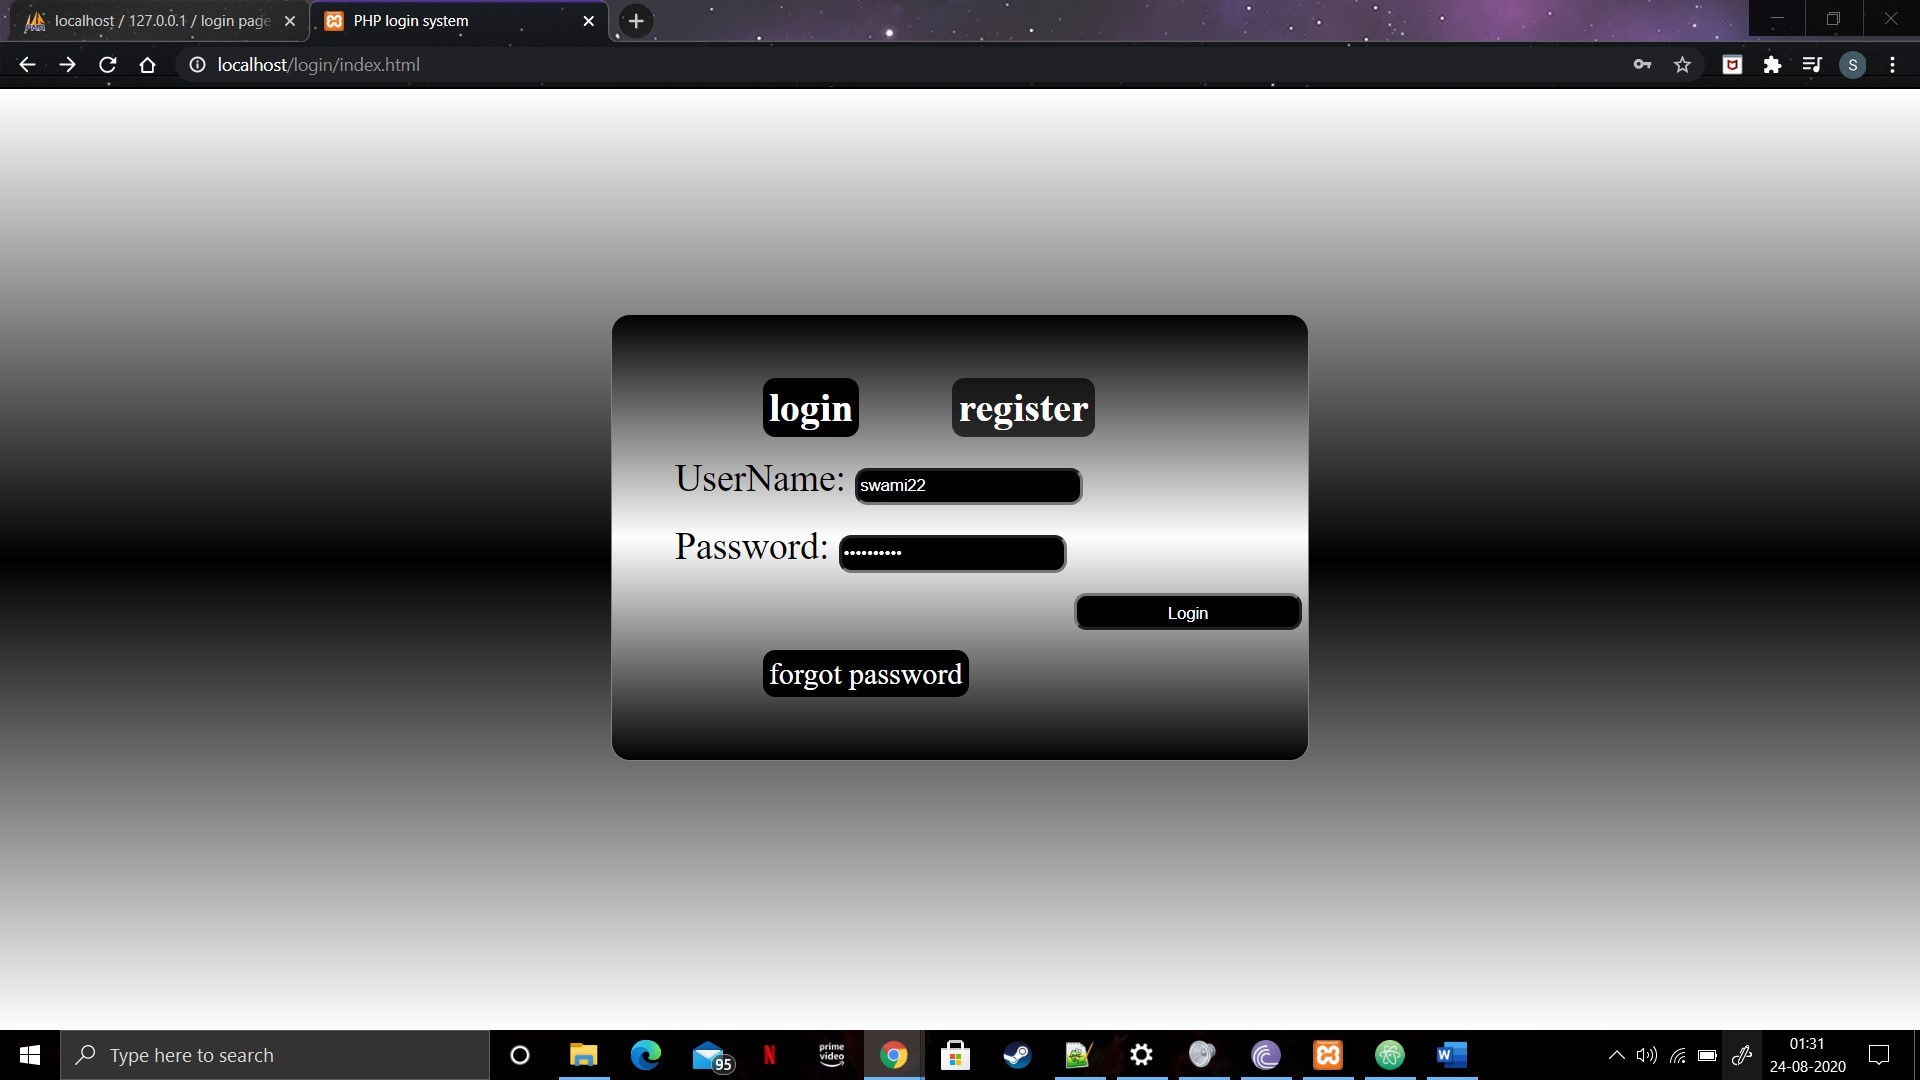 localhost / 127.0.0.1 / login page
PHP login system
localhost/login/index.html
S
login
register
UserName: swami22
Password: ••••••••••
Login
forgot password
Type here to search
95
N
prime video
W
01:31
24-08-2020